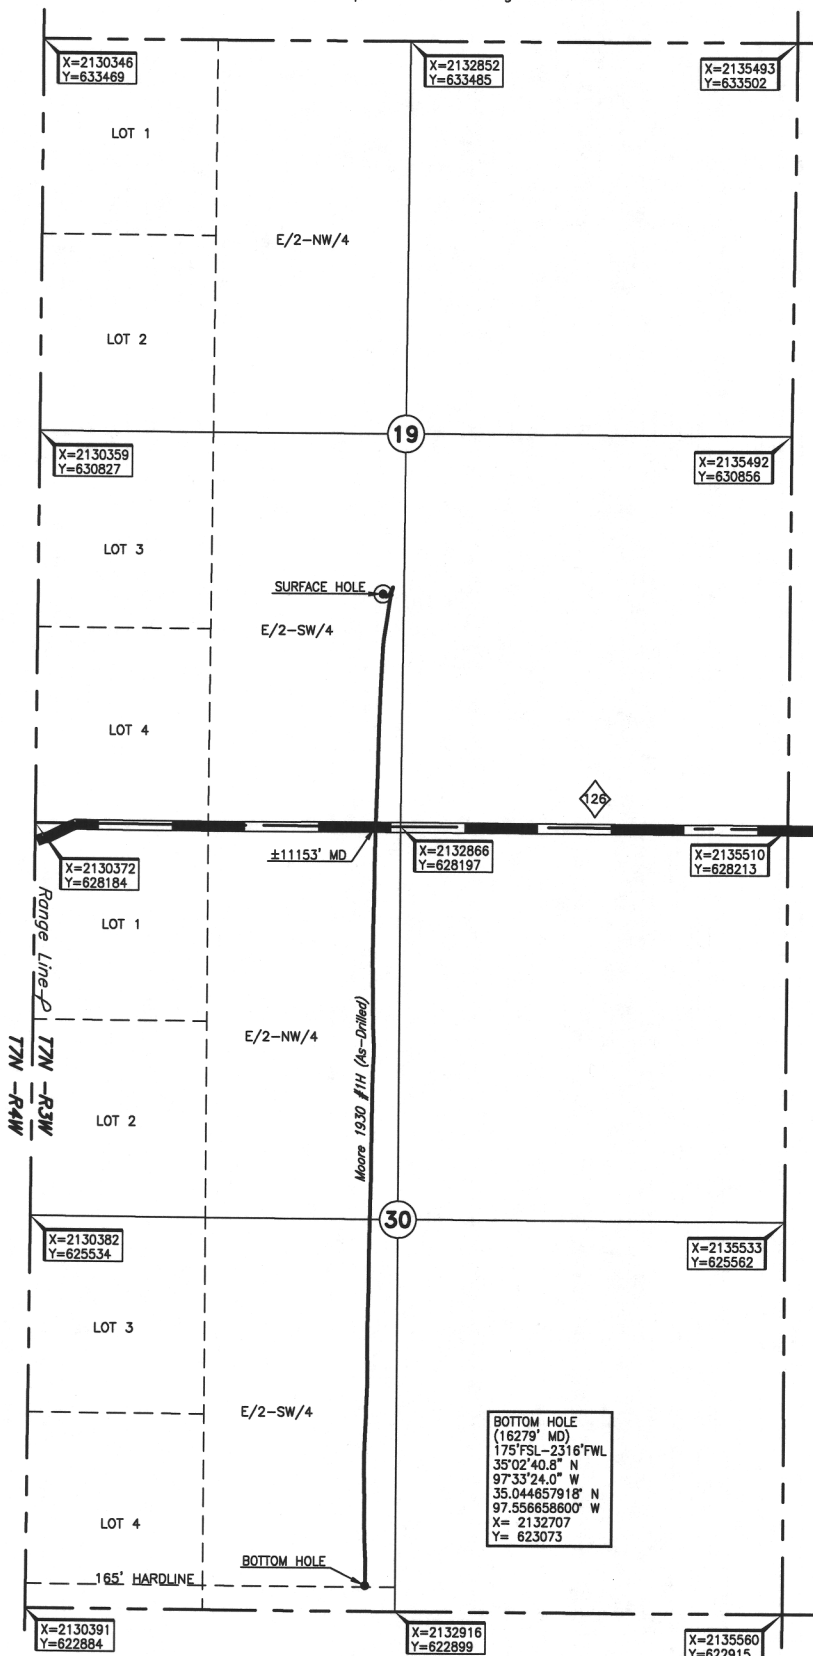 X=2130346
Y=633469
X=2132852
Y=633485
X=2135493
Y=633502
LOT 1
E/2-NW/4
LOT 2
19
X=2130359
Y=630827
X=2135492
Y=630856
LOT 3
SURFACE HOLE
E/2-SW/4
LOT 4
126
±11153' MD
X=2130372
Y=628184
X=2132866
Y=628197
X=2135510
Y=628213
Range Line
LOT 1
T7N -R3W
T7N -R4W
E/2-NW/4
Moore 1930 #1H (As-Drilled)
LOT 2
30
X=2130382
Y=625534
X=2135533
Y=625562
LOT 3
E/2-SW/4
BOTTOM HOLE
(16279' MD)
175'FSL-2316'FWL
35°02'40.8" N
97°33'24.0" W
35.044657918° N
97.556658600° W
X= 2132707
Y= 623073
LOT 4
BOTTOM HOLE
165' HARDLINE
X=2130391
Y=622884
X=2132916
Y=622899
X=2135560
Y=622915